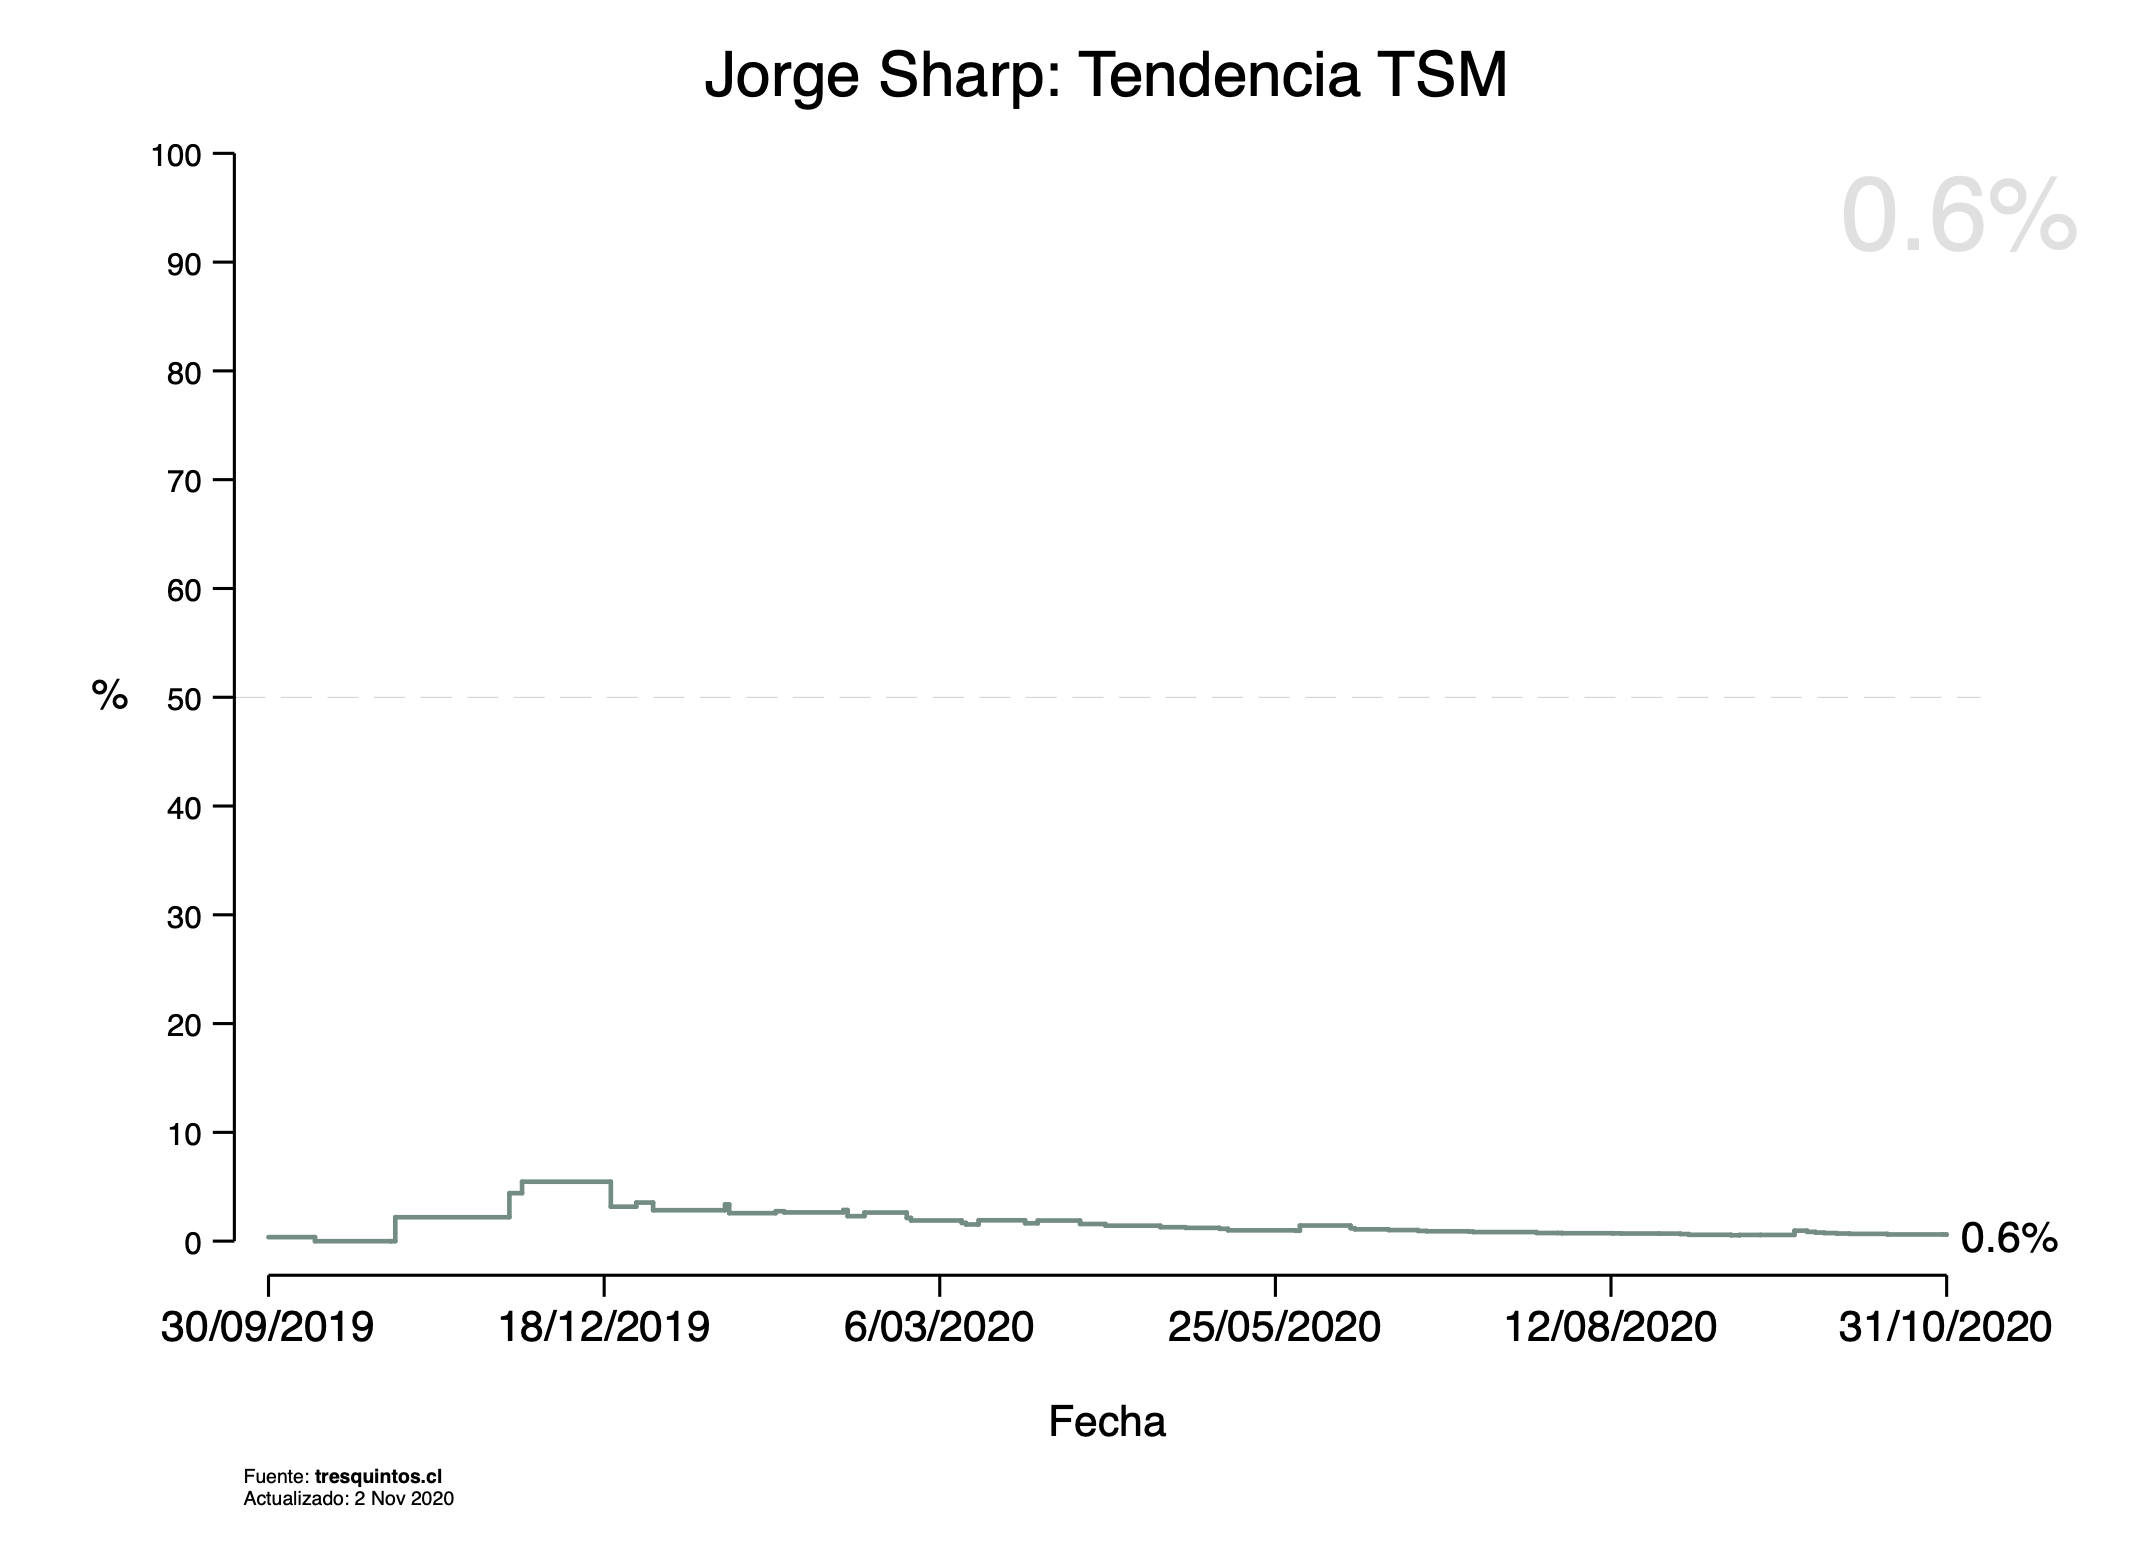 Jorge Sharp: Tendencia TSM
0.6%
100
90
80
70
60
%
50
40
30
20
10
0
0.6%
30/09/2019 18/12/2019 6/03/2020 25/05/2020 12/08/2020 31/10/2020
Fecha
Fuente: tresquintos.cl
Actualizado: 2 Nov 2020